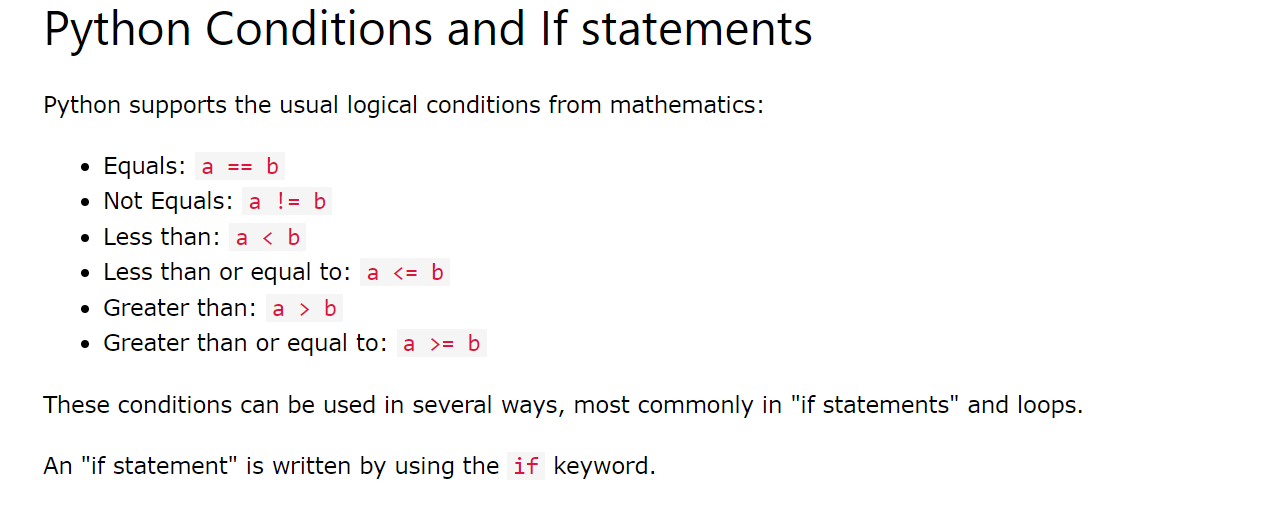 Python Conditions and If statements
Python supports the usual logical conditions from mathematics:
• Equals: a == b
• Not Equals: a != b
• Less than: a < b
• Less than or equal to: a <= b
• Greater than: a > b
• Greater than or equal to: a >= b
These conditions can be used in several ways, most commonly in "if statements" and loops.
An "if statement" is written by using the if keyword.